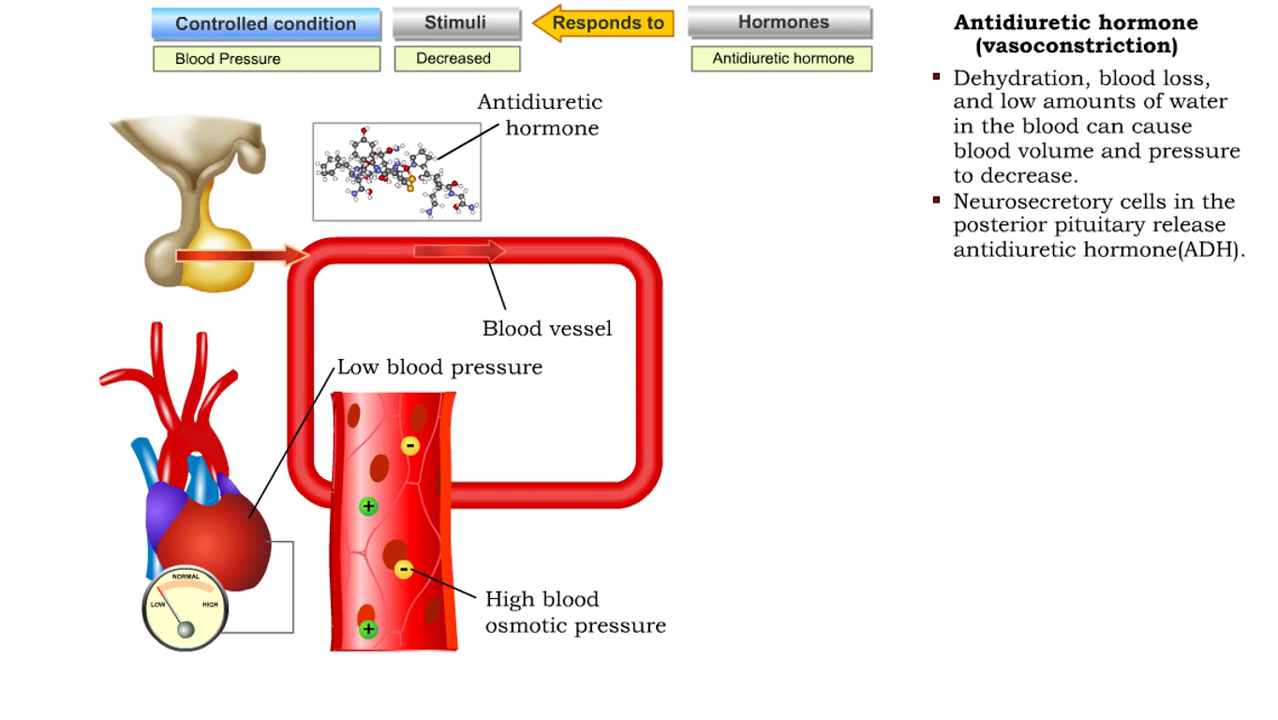 Controlled condition
Stimuli
Responds to
Hormones
Blood Pressure
Decreased
Antidiuretic hormone
Antidiuretic hormone
(vasoconstriction)
▪ Dehydration, blood loss,
and low amounts of water
in the blood can cause
blood volume and pressure
to decrease.
▪ Neurosecretory cells in the
posterior pituitary release
antidiuretic hormone(ADH).
Antidiuretic
hormone
Blood vessel
Low blood pressure
+
-
+
-
NORMAL
LOW
HIGH
High blood
osmotic pressure